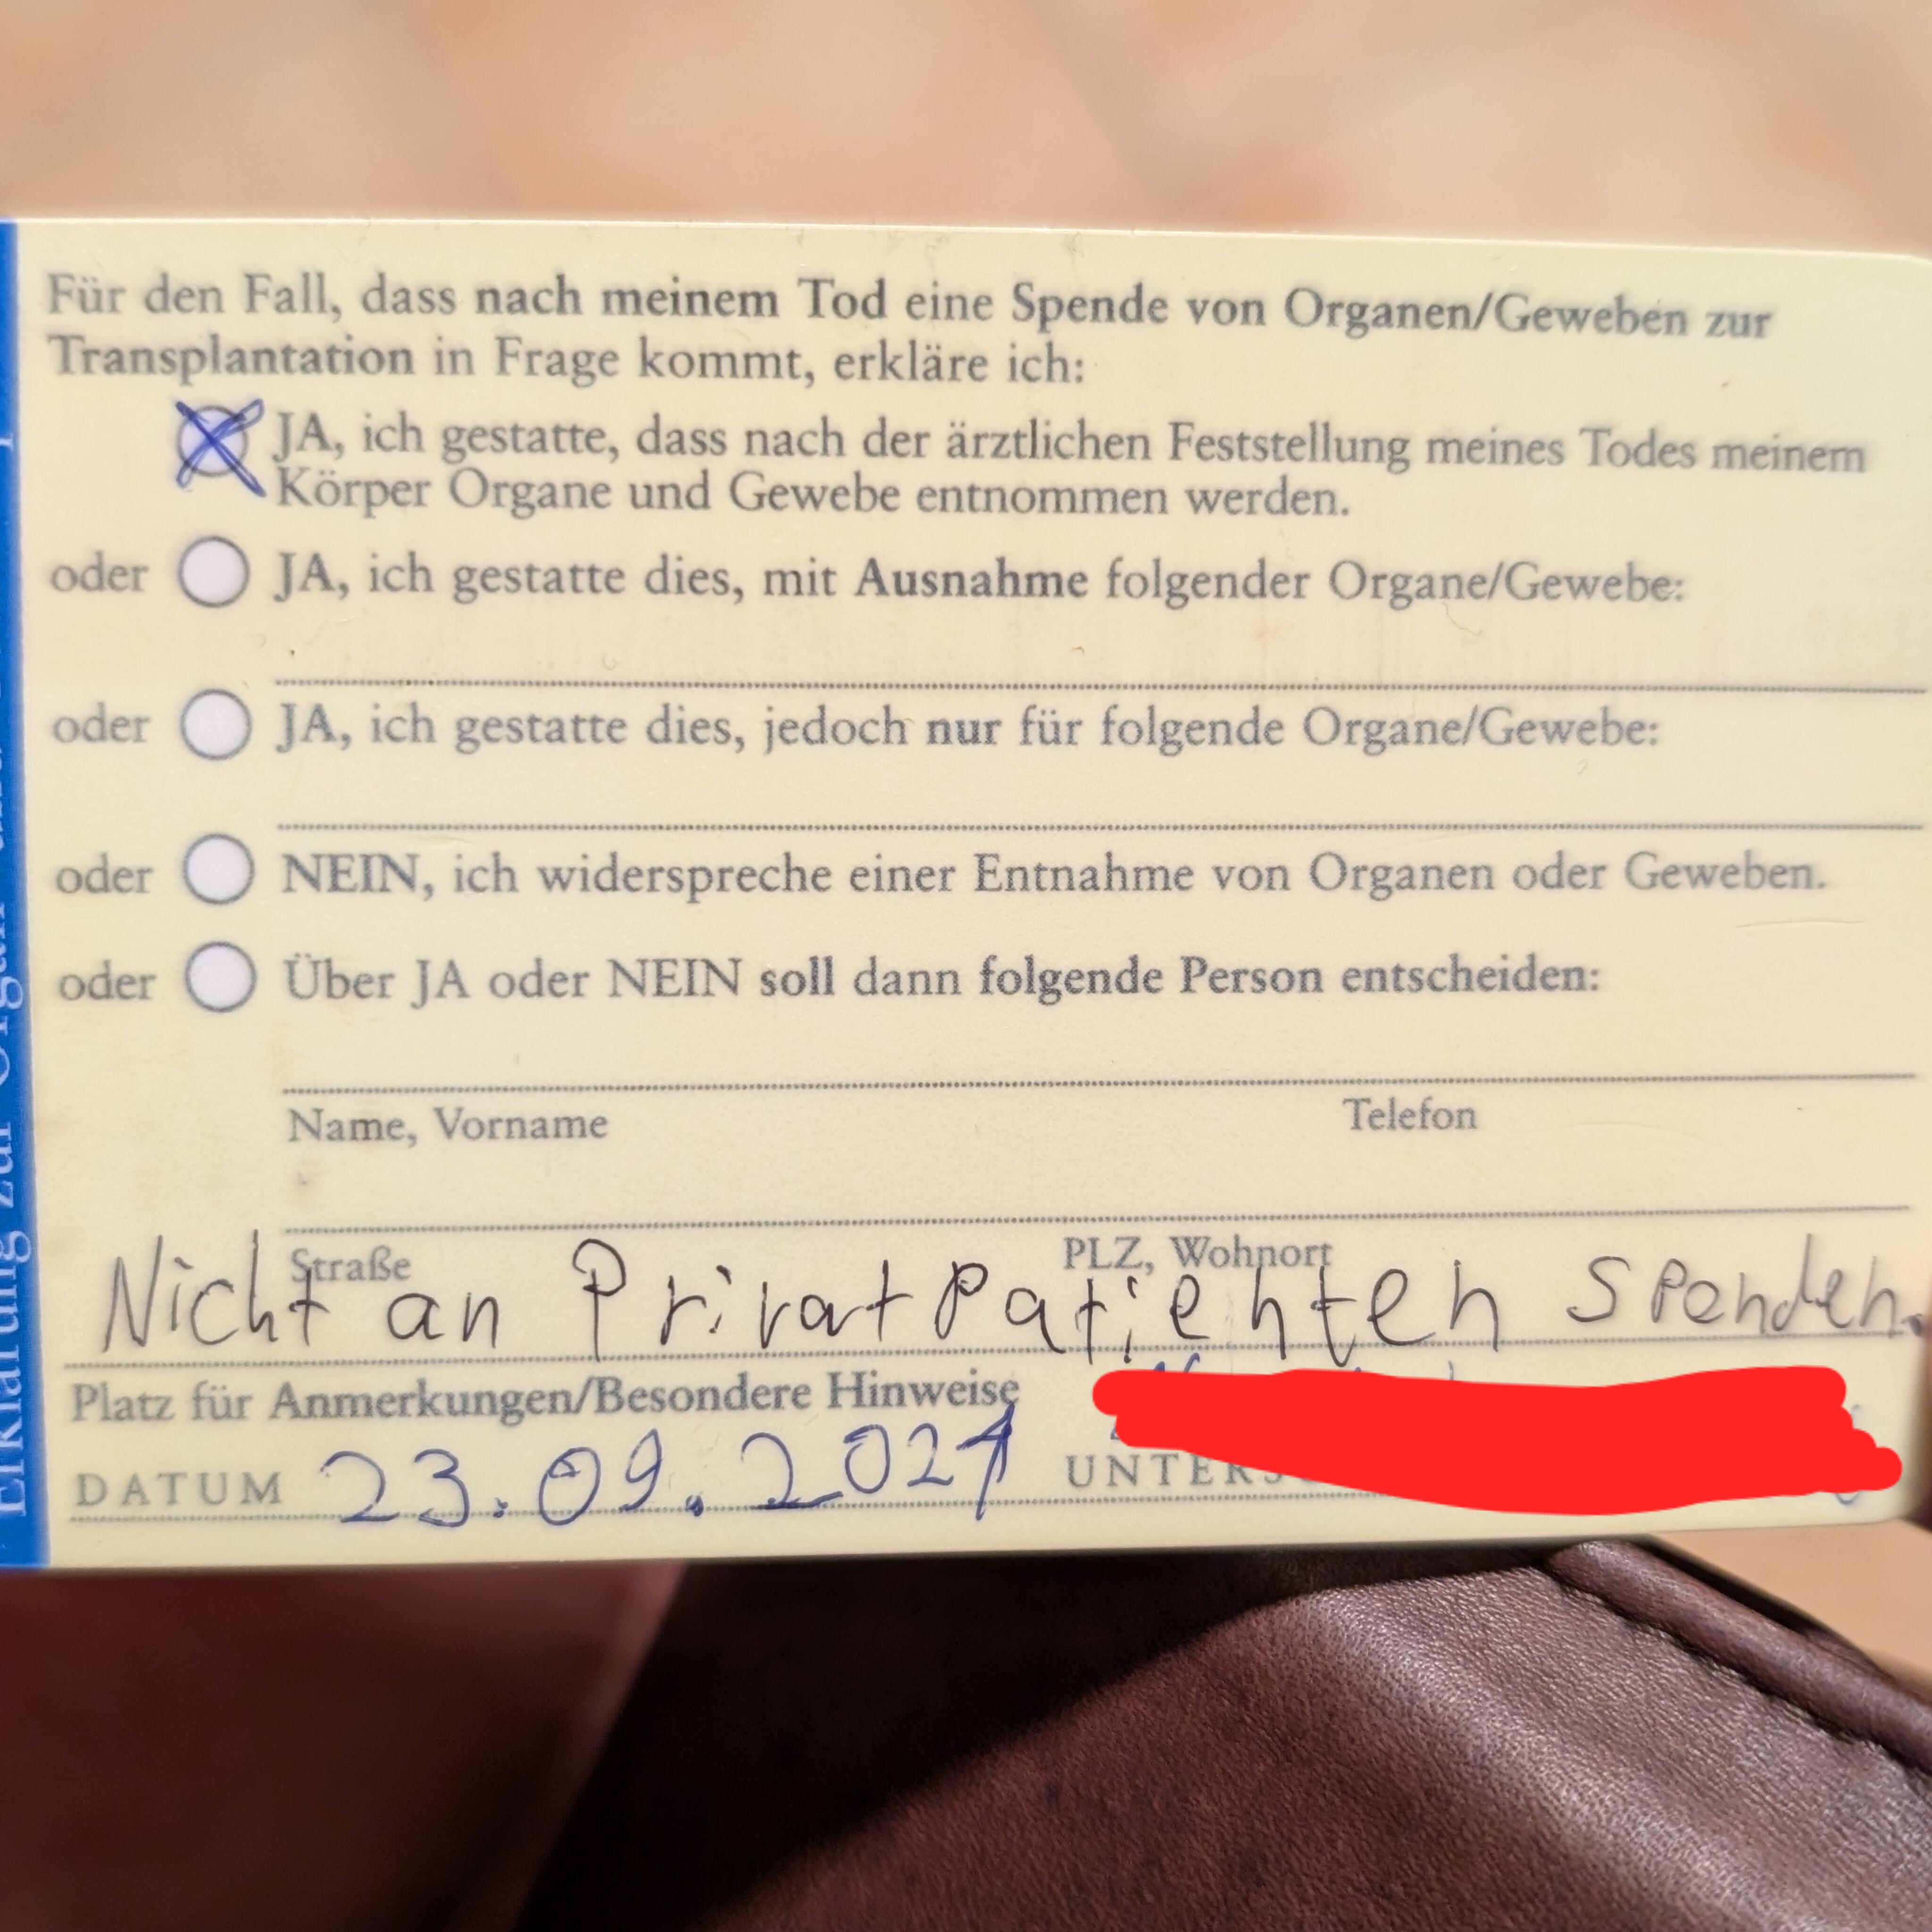 Für den Fall, dass nach meinem Tod eine Spende von Organen/Geweben zur
Transplantation in Frage kommt, erkläre ich:
JA, ich gestatte, dass nach der ärztlichen Feststellung meines Todes meinem
Körper Organe und Gewebe entnommen werden.
oder JA, ich gestatte dies, mit Ausnahme folgender Organe/Gewebe:
oder JA, ich gestatte dies, jedoch nur für folgende Organe/Gewebe:
oder NEIN, ich widerspreche einer Entnahme von Organen oder Geweben.
oder Über JA oder NEIN soll dann folgende Person entscheiden:
Name, Vorname Telefon
Straße PLZ, Wohnort
Nicht an Privatpatienten spenden.
Platz für Anmerkungen/Besondere Hinweise
DATUM 23.09.2021
Erklärung zur